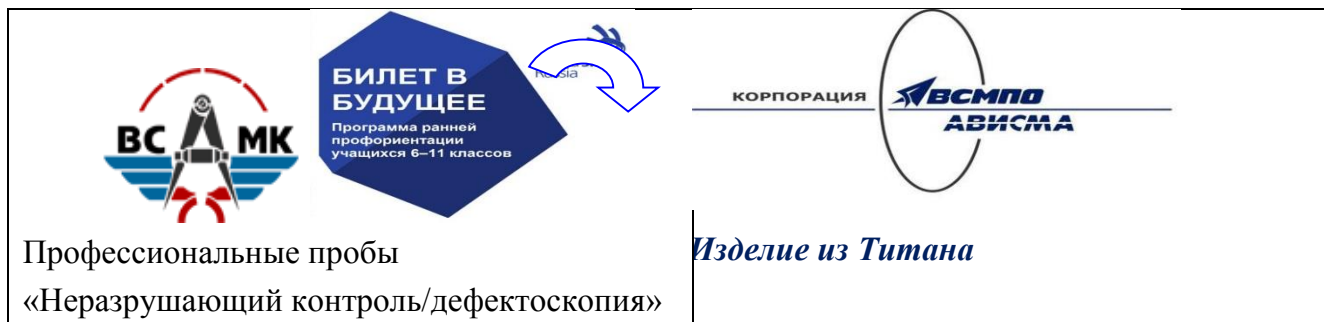 ВС МК
БИЛЕТ В
БУДУЩЕЕ
Программа ранней
профориентации
учащихся 6–11 классов
КОРПОРАЦИЯ
ВСМПО
АВИСМА
Профессиональные пробы
«Неразрушающий контроль/дефектоскопия»
Изделие из Титана